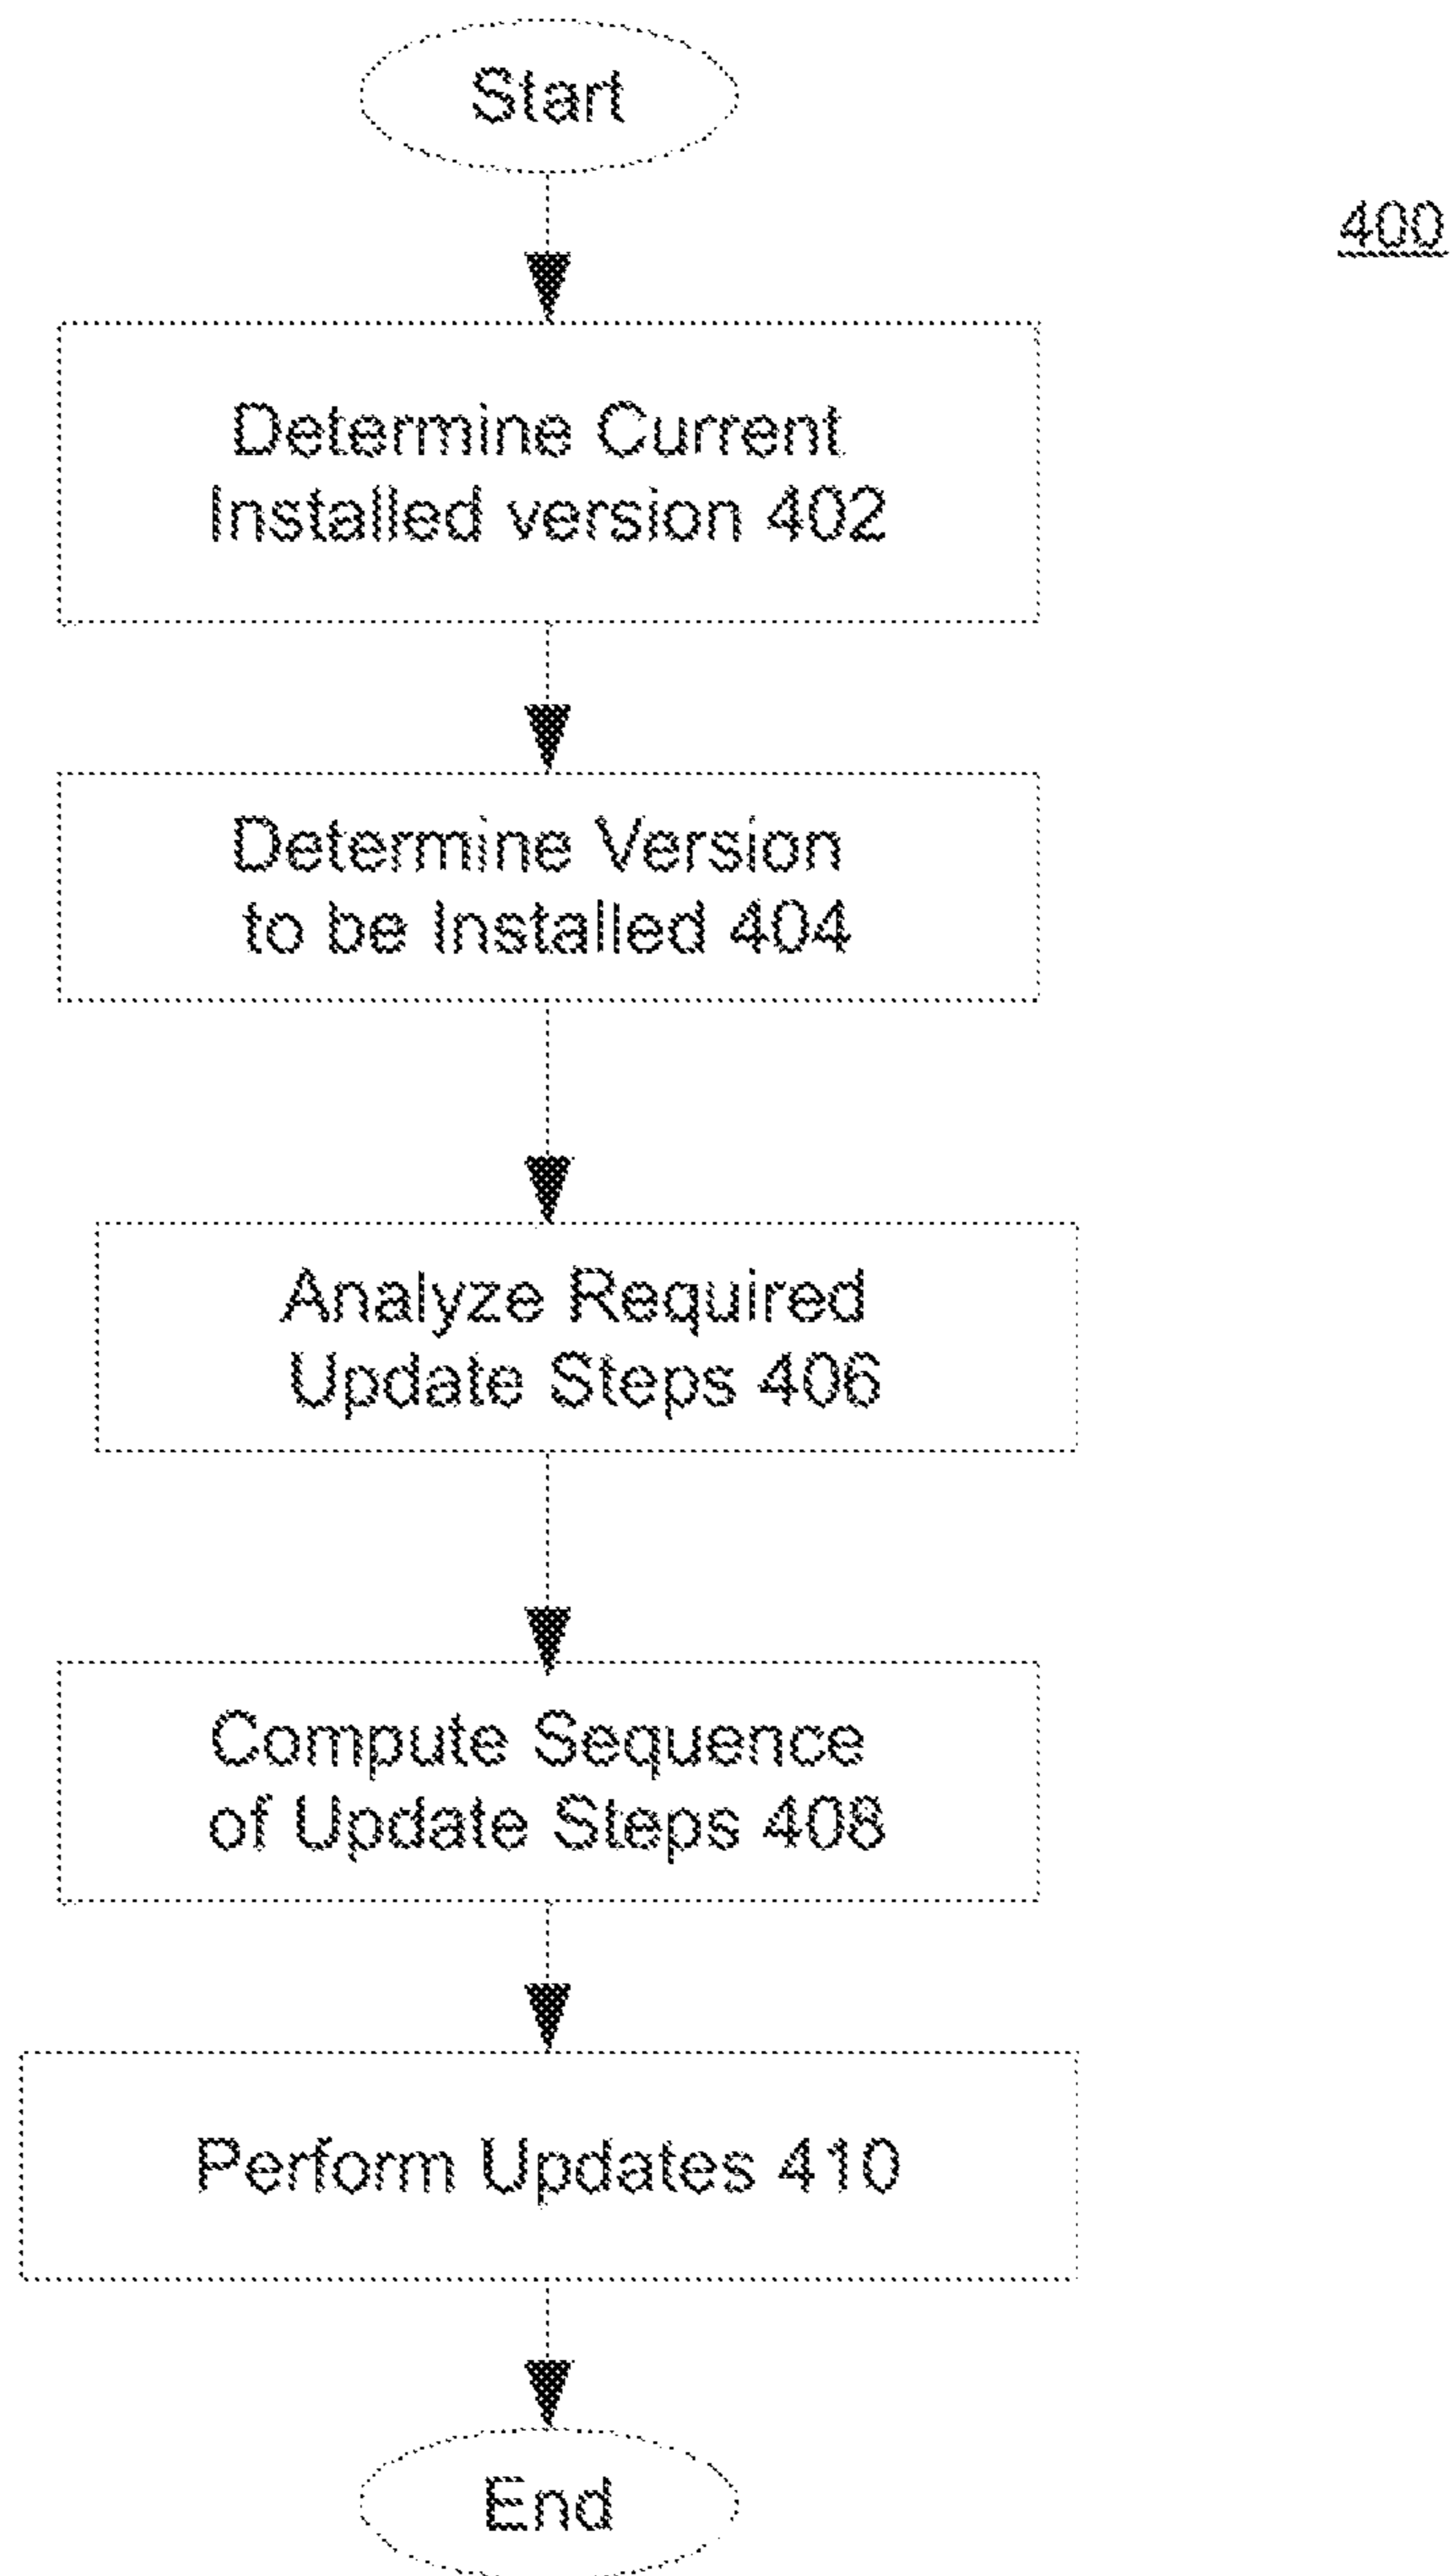 Start
400
Determine Current
Installed version 402
Determine Version
to be Installed 404
Analyze Required
Update Steps 406
Compute Sequence
of Update Steps 408
Perform Updates 410
End